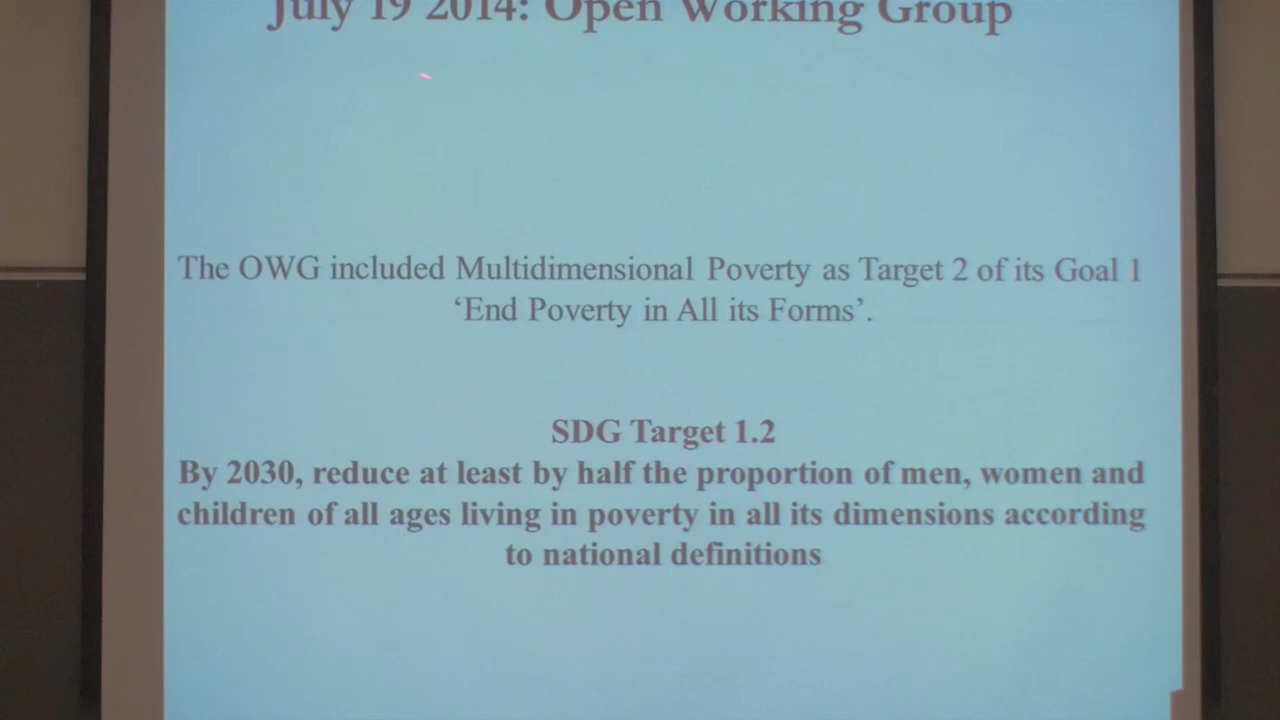 July 19 2014: Open Working Group
The OWG included Multidimensional Poverty as Target 2 of its Goal 1
‘End Poverty in All its Forms’.
SDG Target 1.2
By 2030, reduce at least by half the proportion of men, women and
children of all ages living in poverty in all its dimensions according
to national definitions